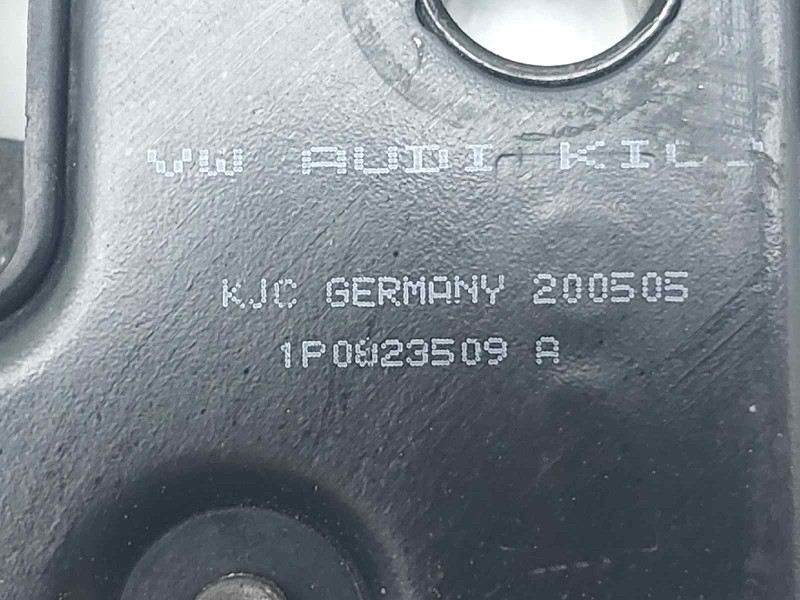 VW AUDI
KJC GERMANY 200505
1P0823509 A